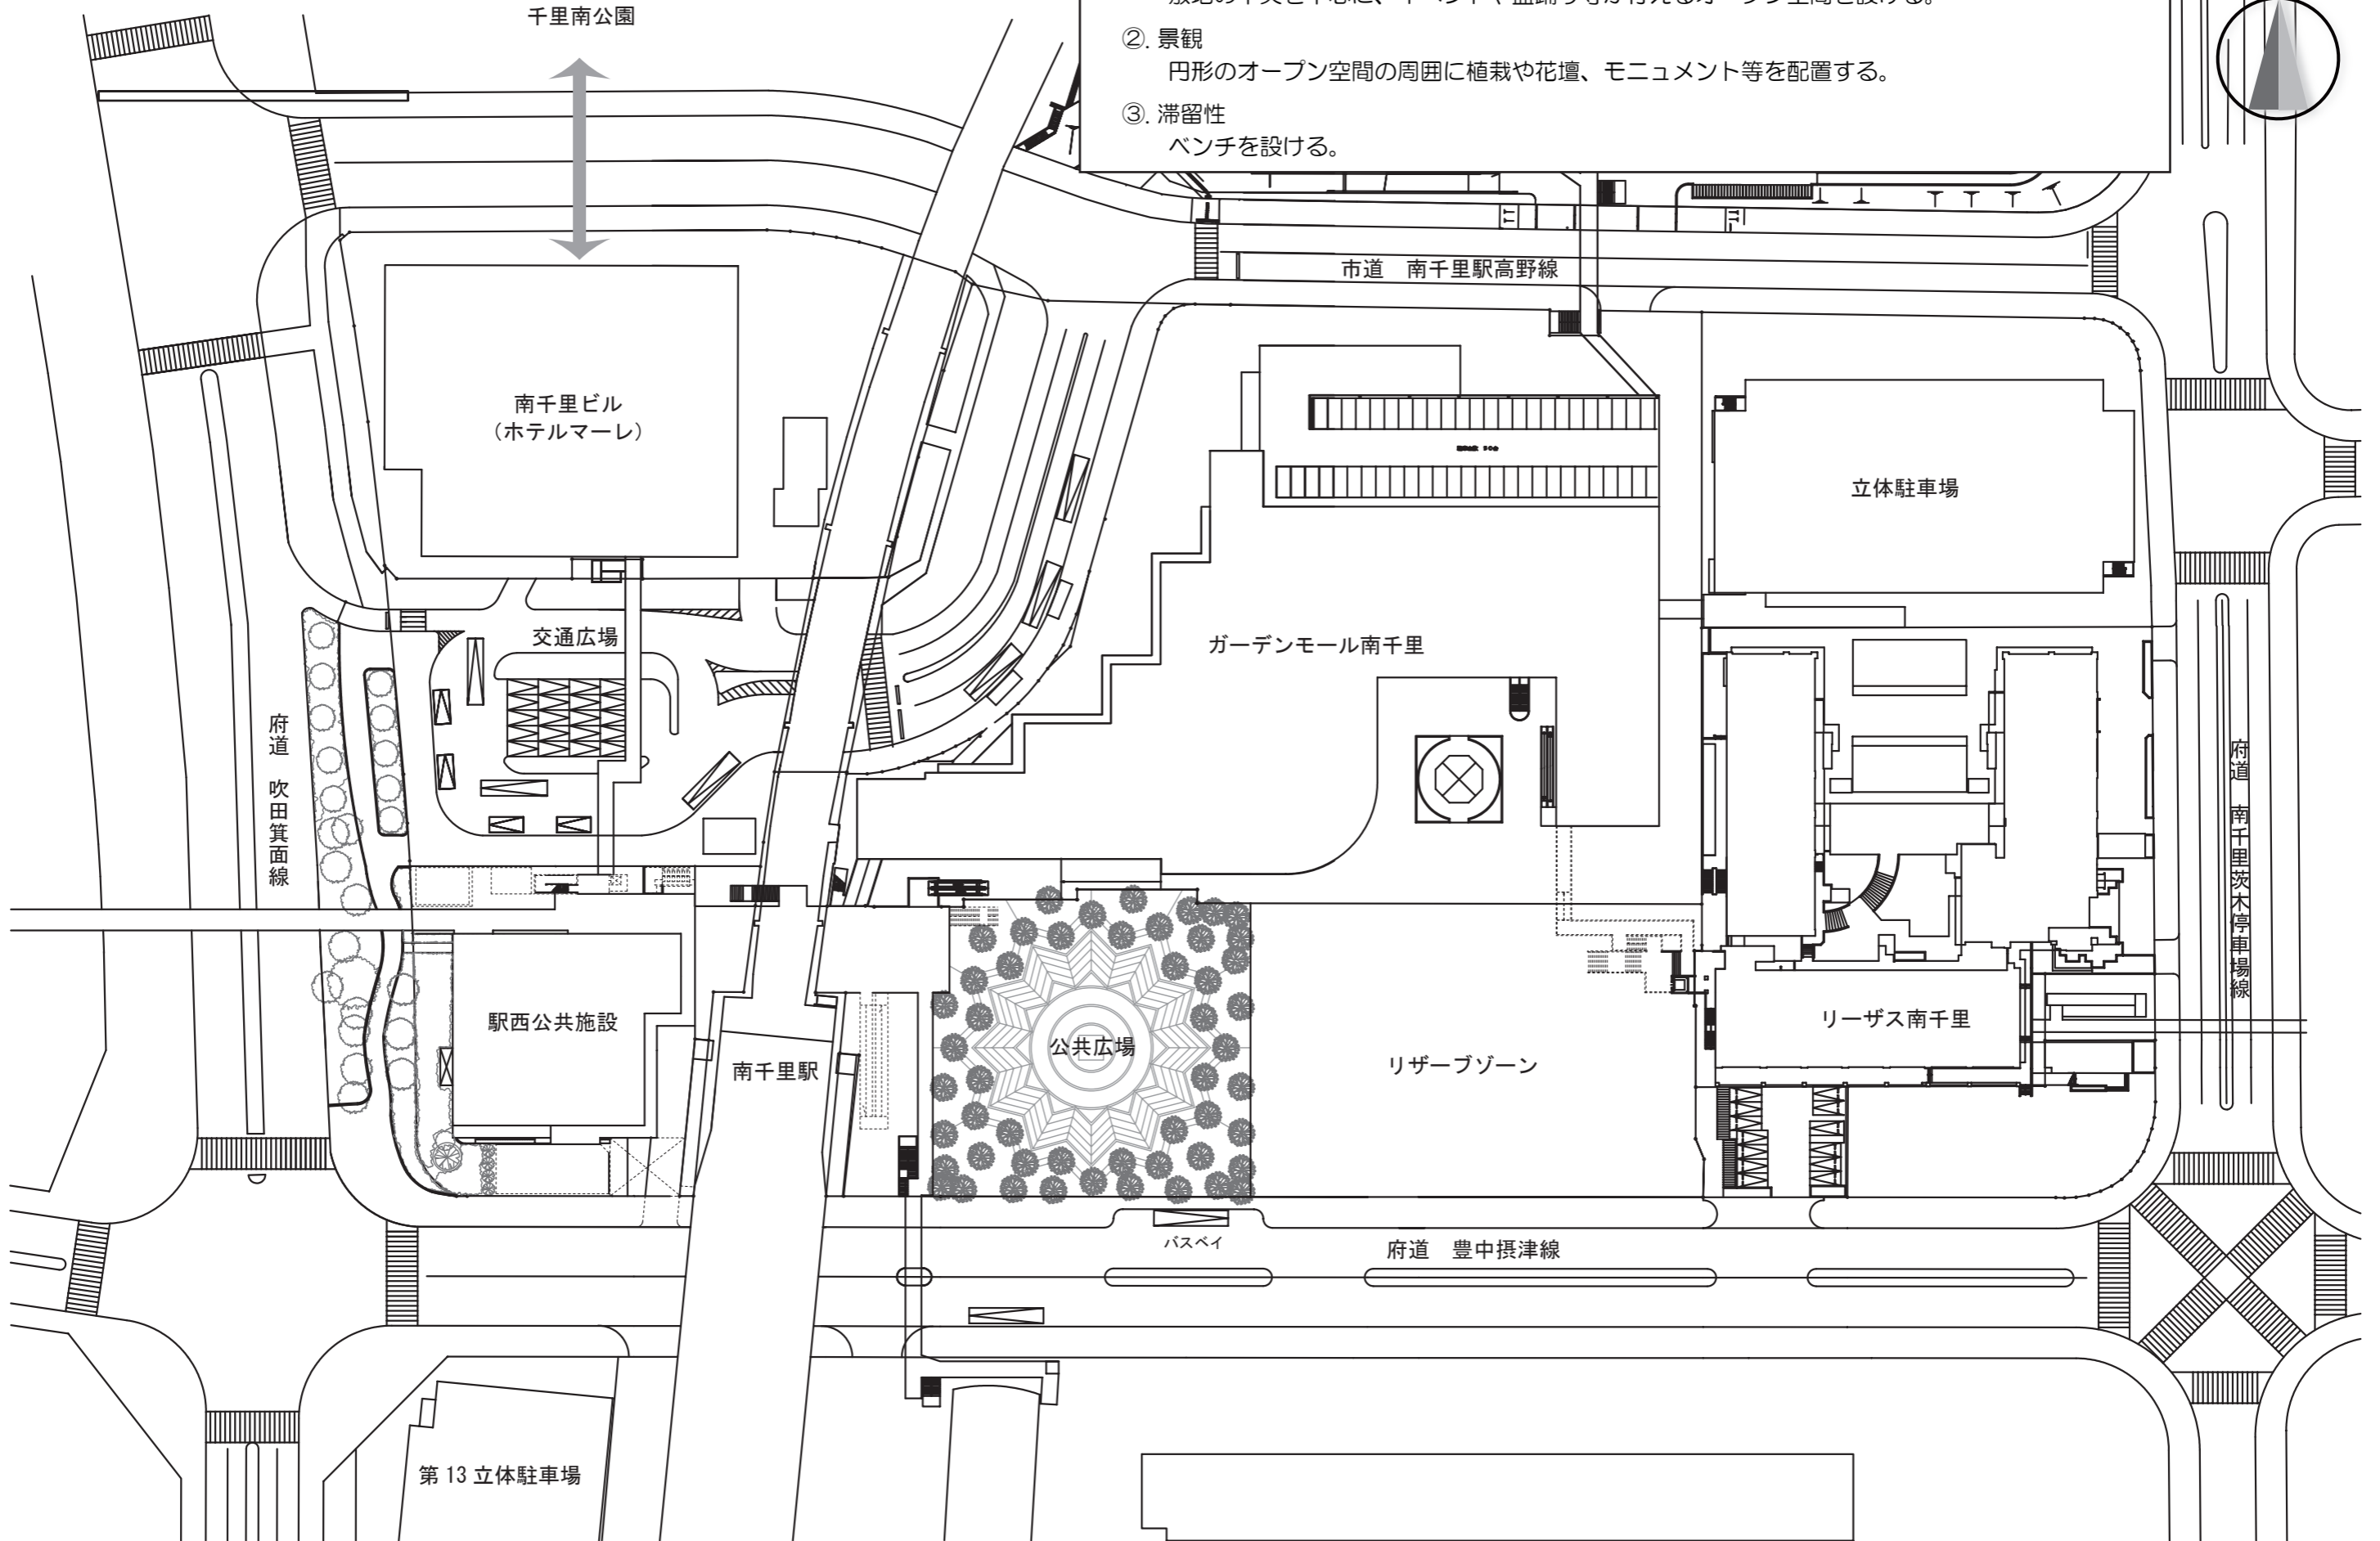 千里南公園
②. 景観
円形のオープン空間の周囲に植栽や花壇、モニュメント等を配置する。
③. 滞留性
ベンチを設ける。
市道　南千里駅高野線
南千里ビル
（ホテルマーレ）
立体駐車場
交通広場
ガーデンモール南千里
府道　吹田箕面線
府道　南千里茨木停車場線
駅西公共施設
南千里駅
公共広場
リザーブゾーン
リーザス南千里
バスベイ
府道　豊中摂津線
第 13 立体駐車場